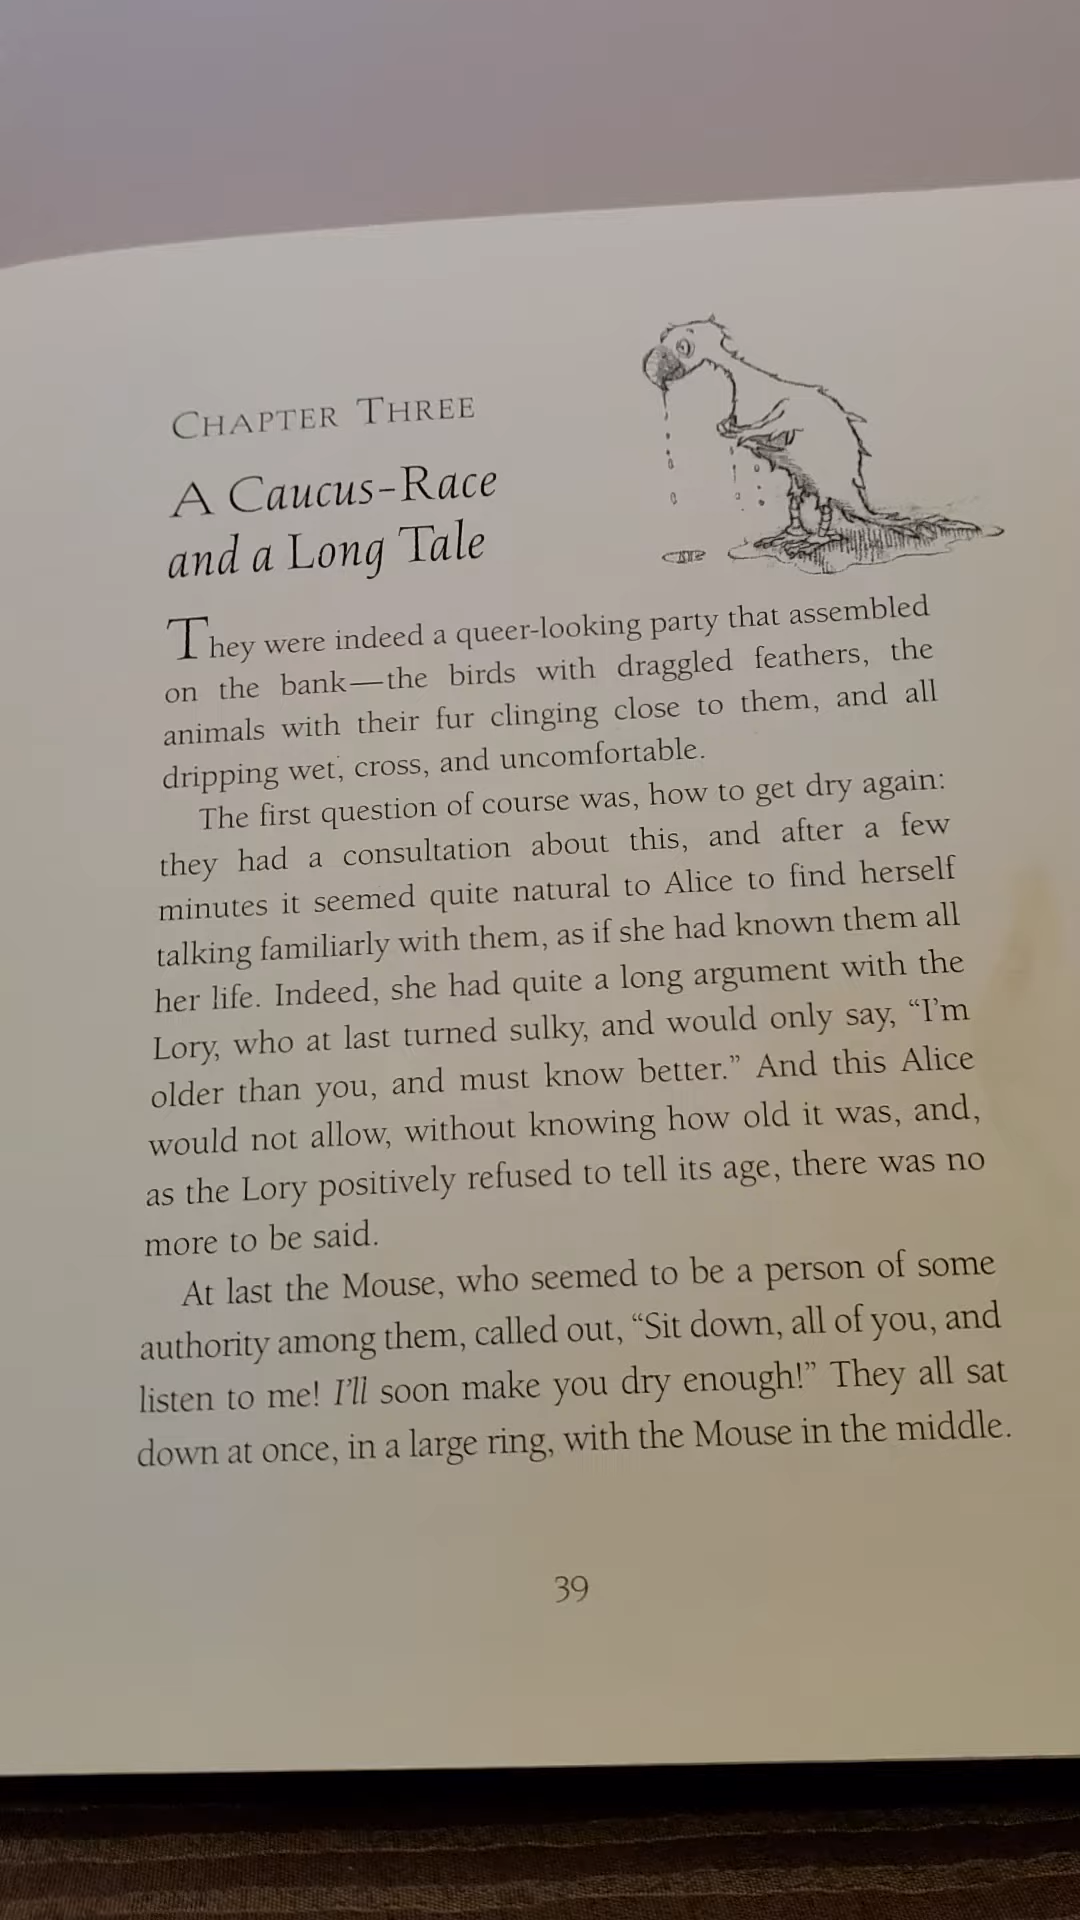 CHAPTER THREE
A Caucus-Race
and a Long Tale
They were indeed a queer-looking party that assembled
on the bank—the birds with draggled feathers, the
animals with their fur clinging close to them, and all
dripping wet, cross, and uncomfortable.
The first question of course was, how to get dry again:
they had a consultation about this, and after a few
minutes it seemed quite natural to Alice to find herself
talking familiarly with them, as if she had known them all
her life. Indeed, she had quite a long argument with the
Lory, who at last turned sulky, and would only say, “I’m
older than you, and must know better.” And this Alice
would not allow, without knowing how old it was, and,
as the Lory positively refused to tell its age, there was no
more to be said.
At last the Mouse, who seemed to be a person of some
authority among them, called out, “Sit down, all of you, and
listen to me! I’ll soon make you dry enough!” They all sat
down at once, in a large ring, with the Mouse in the middle.
39